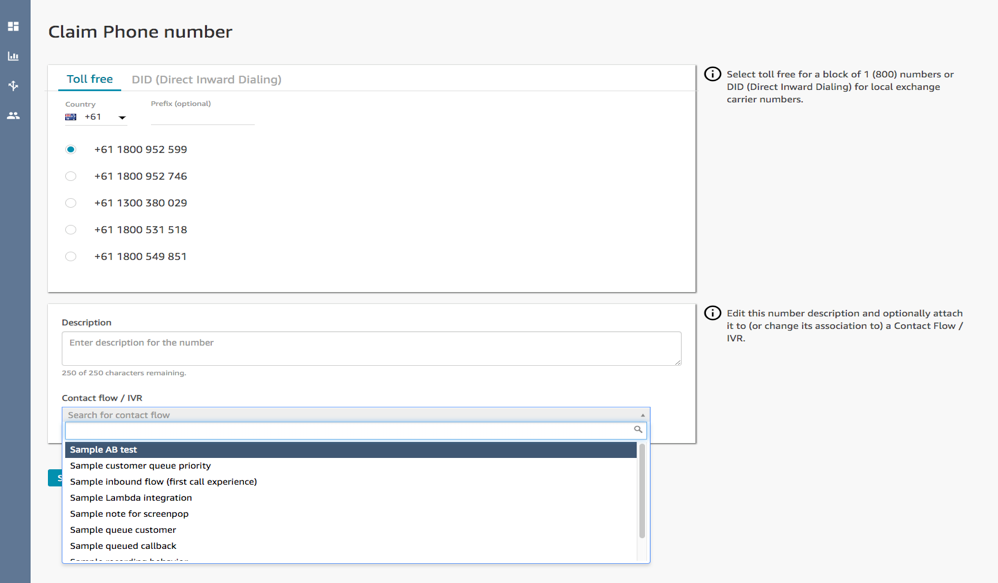 Claim Phone number
Toll free
DID (Direct Inward Dialing)
Country
Prefix (optional)
+61
+61 1800 952 599
+61 1800 952 746
+61 1300 380 029
+61 1800 531 518
+61 1800 549 851
Select toll free for a block of 1 (800) numbers or
DID (Direct Inward Dialing) for local exchange
carrier numbers.
Description
Enter description for the number
250 of 250 characters remaining.
Contact flow / IVR
Search for contact flow
Sample AB test
Sample customer queue priority
Sample inbound flow (first call experience)
Sample Lambda integration
Sample note for screenpop
Sample queue customer
Sample queued callback
Sample recording behavior
Edit this number description and optionally attach
it to (or change its association to) a Contact Flow /
IVR.